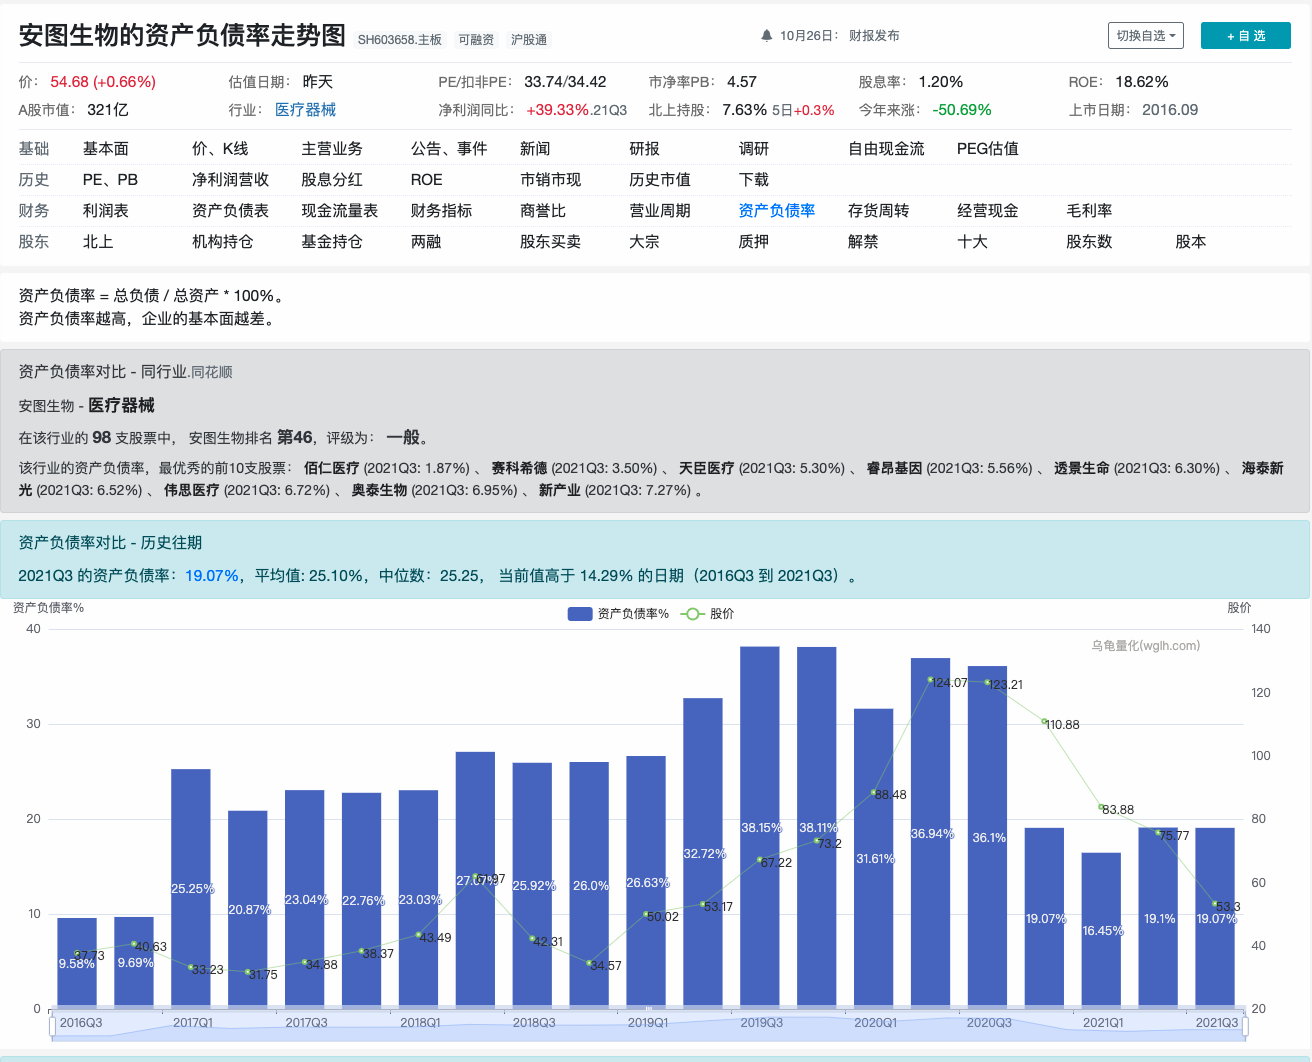 安图生物的资产负债率走势图 SH603658.主板 可融资 沪股通 10月26日： 财报发布 切换自选 + 自 选
价： 54.68 (+0.66%) 估值日期： 昨天 PE/扣非PE： 33.74/34.42 市净率PB： 4.57 股息率： 1.20% ROE： 18.62%
A股市值： 321亿 行业： 医疗器械 净利润同比： +39.33%.21Q3 北上持股： 7.63% 5日+0.3% 今年来涨： -50.69% 上市日期： 2016.09
基础 基本面 价、K线 主营业务 公告、事件 新闻 研报 调研 自由现金流 PEG估值
历史 PE、PB 净利润营收 股息分红 ROE 市销市现 历史市值 下载
财务 利润表 资产负债表 现金流量表 财务指标 商誉比 营业周期 资产负债率 存货周转 经营现金 毛利率
股东 北上 机构持仓 基金持仓 两融 股东买卖 大宗 质押 解禁 十大 股东数 股本
资产负债率 = 总负债 / 总资产 * 100%。
资产负债率越高，企业的基本面越差。
资产负债率对比 - 同行业.同花顺
安图生物 - 医疗器械
在该行业的 98 支股票中， 安图生物排名 第46，评级为： 一般。
该行业的资产负债率，最优秀的前10支股票： 佰仁医疗 (2021Q3: 1.87%) 、 赛科希德 (2021Q3: 3.50%) 、 天臣医疗 (2021Q3: 5.30%) 、 睿昂基因 (2021Q3: 5.56%) 、 透景生命 (2021Q3: 6.30%) 、 海泰新
光 (2021Q3: 6.52%) 、 伟思医疗 (2021Q3: 6.72%) 、 奥泰生物 (2021Q3: 6.95%) 、 新产业 (2021Q3: 7.27%) 。
资产负债率对比 - 历史往期
2021Q3 的资产负债率：19.07%，平均值: 25.10%，中位数：25.25， 当前值高于 14.29% 的日期（2016Q3 到 2021Q3）。
资产负债率% 资产负债率% 股价 股价
40 140
乌龟量化(wglh.com)
120
124.07 123.21
30 110.88
100
88.48
20 83.88 80
38.15% 38.11% 36.94% 36.1% 75.77
73.2
32.72% 67.22 31.61%
25.25% 20.87% 23.04% 22.76% 23.03% 25.92% 26.0% 26.63% 60
10 50.02 53.17 19.07% 16.45% 19.1% 19.07% 53.3
37.73 40.63 43.49 42.31 40
9.58% 9.69% 33.23 31.75 34.88 38.37 34.57
0 20
2016Q3 2017Q1 2017Q3 2018Q1 2018Q3 2019Q1 2019Q3 2020Q1 2020Q3 2021Q1 2021Q3